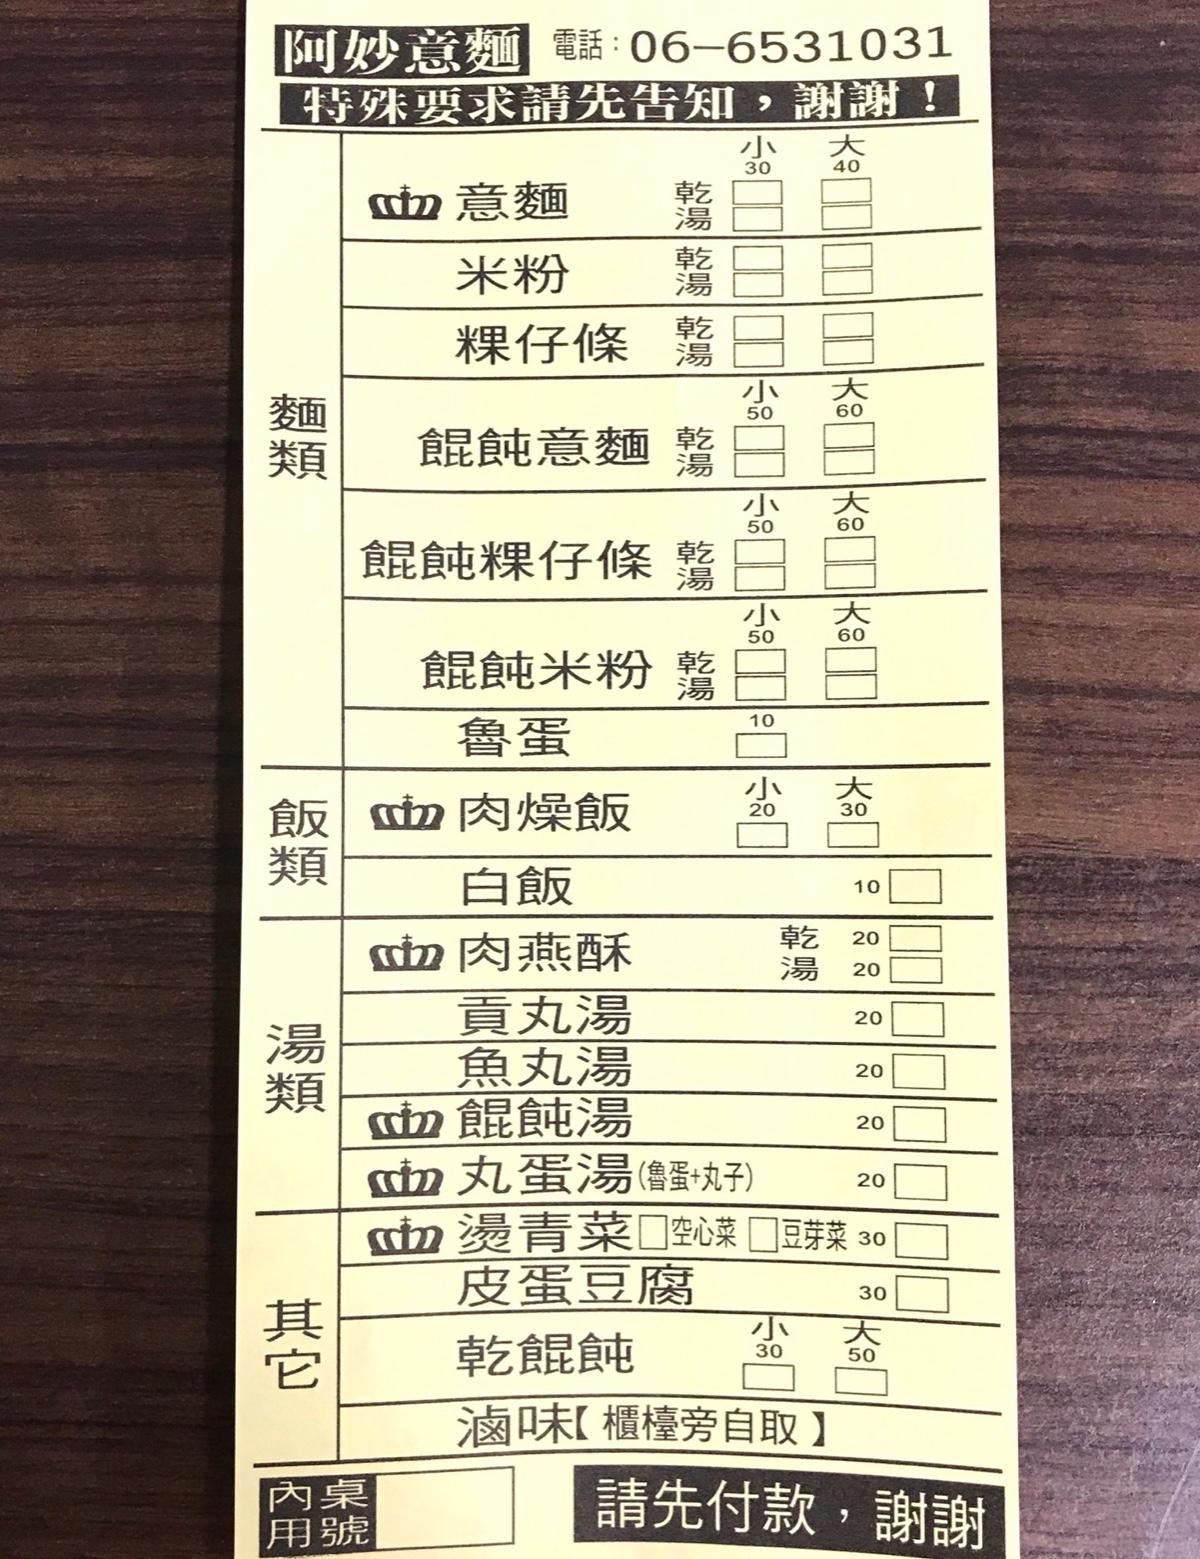 阿妙意麵 電話：06-6531031
特殊要求請先告知，謝謝！
麵類
小 大
30 40
意麵 乾
湯
米粉 乾
湯
粿仔條 乾
湯
小 大
50 60
餛飩意麵 乾
湯
小 大
50 60
餛飩粿仔條 乾
湯
小 大
50 60
餛飩米粉 乾
湯
10
魯蛋
飯類
小 大
20 30
肉燥飯
白飯 10
湯類
肉燕酥 乾 20
湯 20
貢丸湯 20
魚丸湯 20
餛飩湯 20
丸蛋湯(魯蛋+丸子) 20
其它
燙青菜 空心菜 豆芽菜 30
皮蛋豆腐 30
小 大
30 50
乾餛飩
滷味【櫃檯旁自取】
內用桌號
請先付款，謝謝